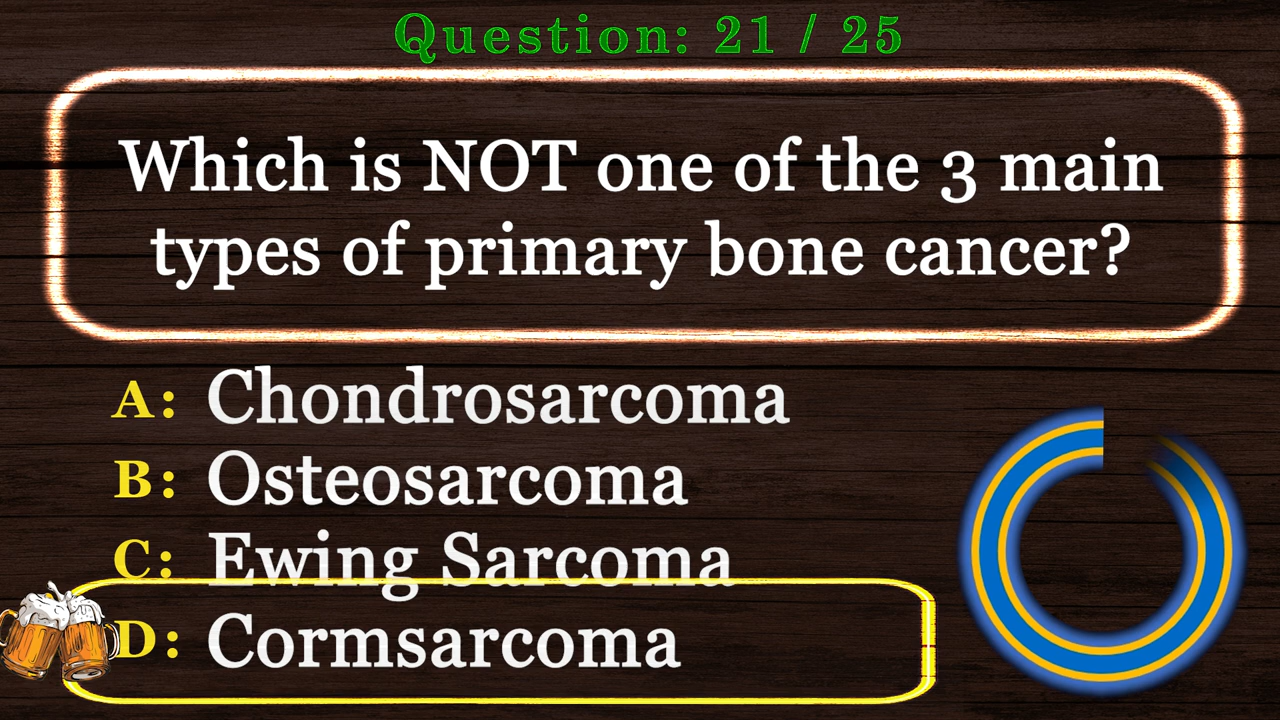 Question: 21 / 25
Which is NOT one of the 3 main
types of primary bone cancer?
A: Chondrosarcoma
B: Osteosarcoma
C: Ewing Sarcoma
D: Cormsarcoma